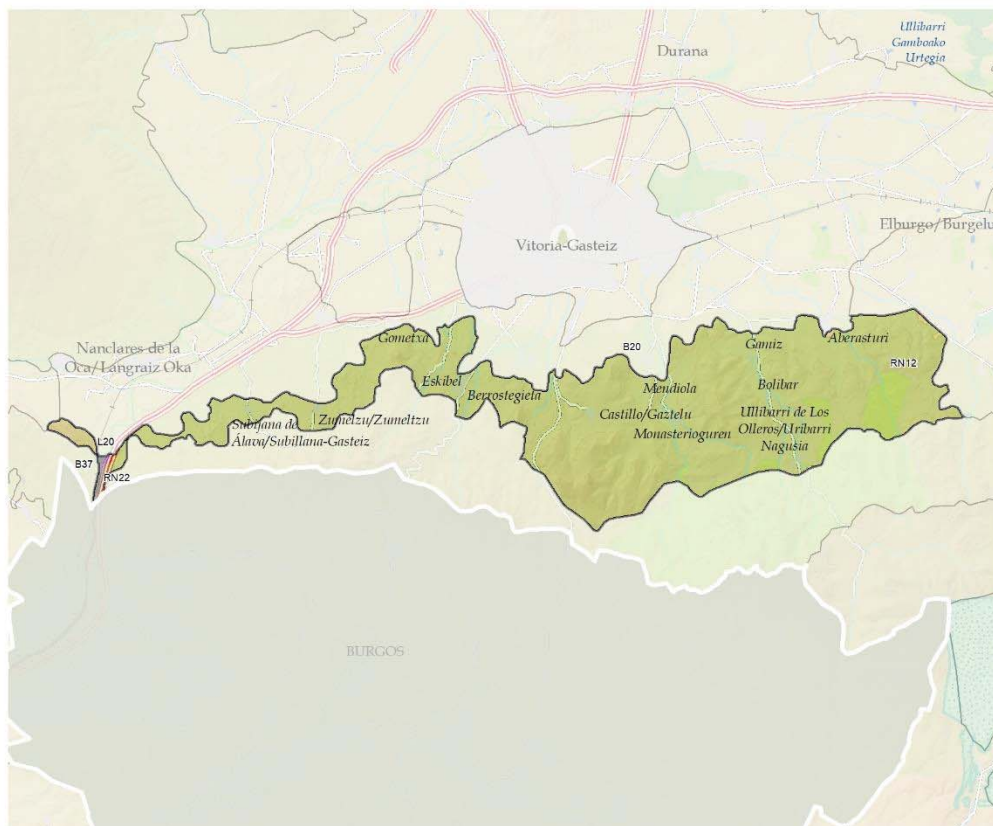 Ullibarri
Gamboako
Urtegia
Durana
Vitoria-Gasteiz
Elburgo/Burgelu
Nanclares de la
Oca/Langraiz Oka
Gometxa
B20
Gamiz
Aberasturi
RN12
Eskibel
Berrostegieta
Mendiola
Bolibar
Subijana de
Álava/Subillana-Gasteiz
Zumelzu/Zumeltzu
Castillo/Gaztelu
Monasterioguren
Ullibarri de Los
Olleros/Uribarri
Nagusia
L20
B37
RN22
BURGOS